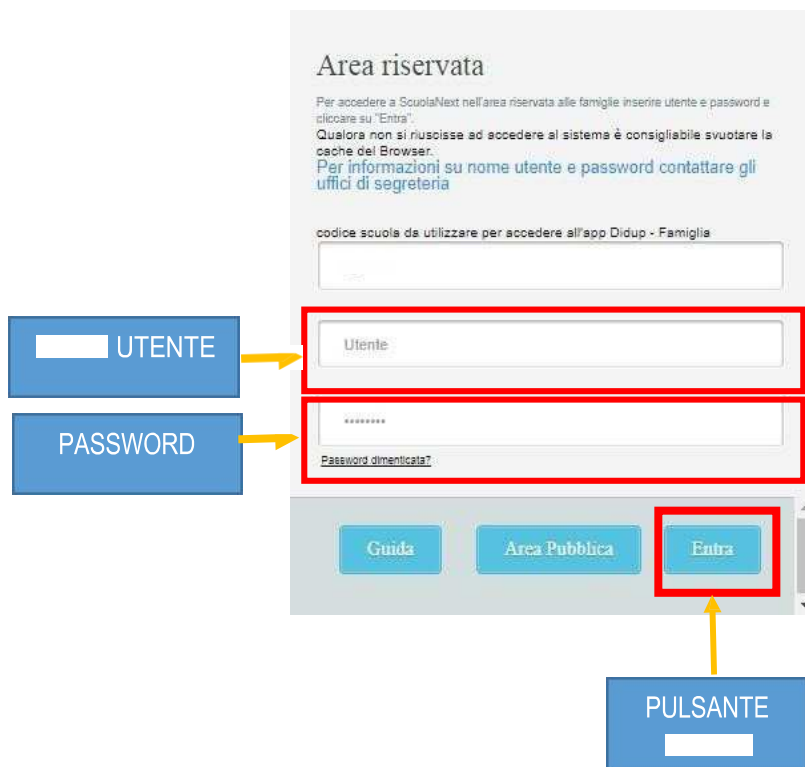 Area riservata
Per accedere a ScuolaNext nell'area riservata alle famiglie inserire utente e password e
cliccare su "Entra".
Qualora non si riuscisse ad accedere al sistema è consigliabile svuotare la
cache del Browser.
Per informazioni su nome utente e password contattare gli
uffici di segreteria
codice scuola da utilizzare per accedere all'app Didup - Famiglia
UTENTE
Utente
PASSWORD
********
Password dimenticata?
Guida
Area Pubblica
Entra
PULSANTE